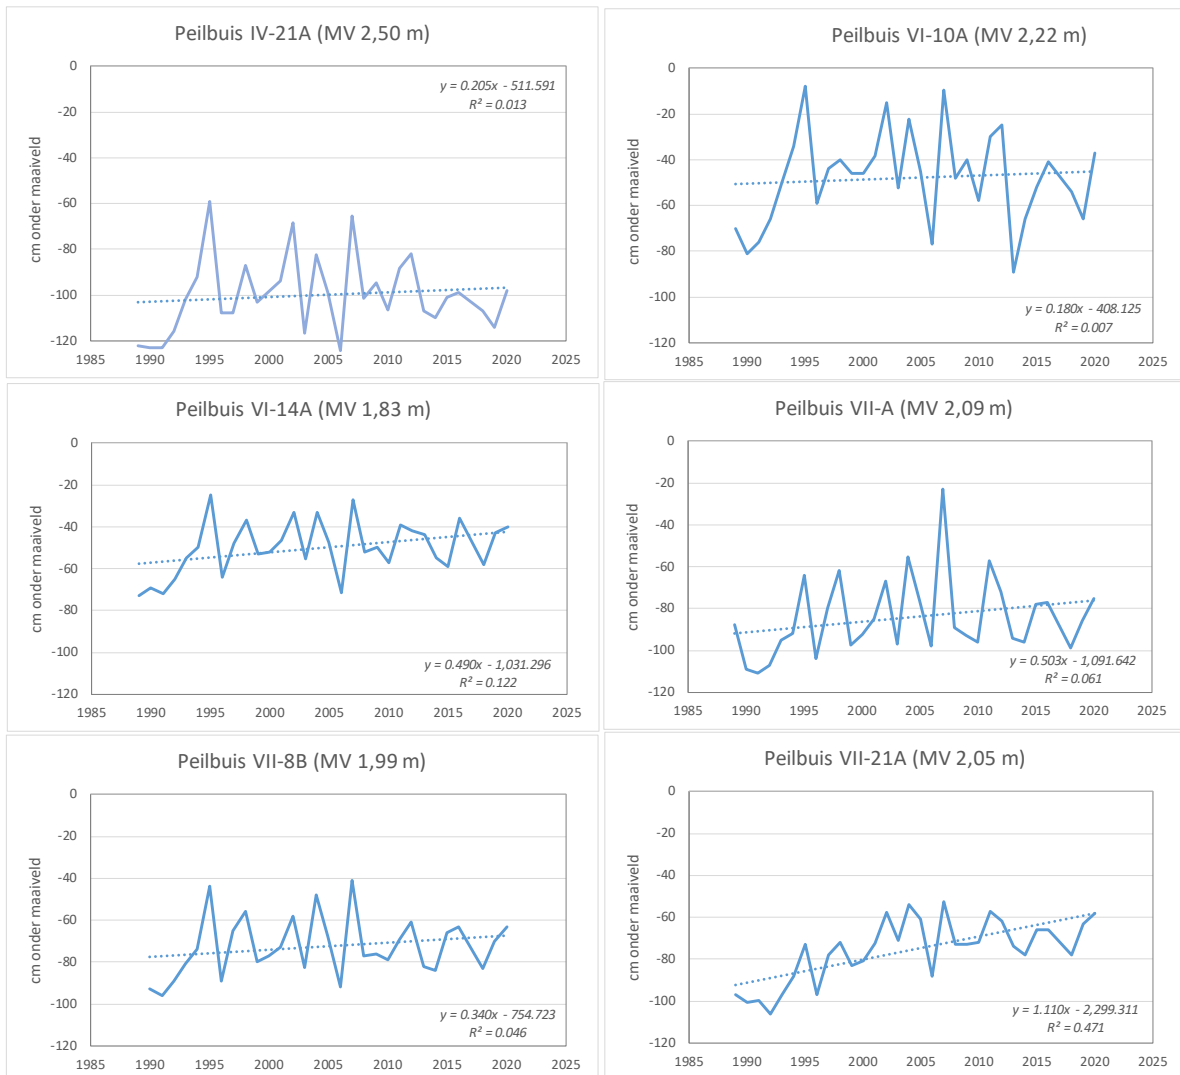 Peilbuis IV-21A (MV 2,50 m)
y = 0.205x - 511.591
R² = 0.013
cm onder maaiveld
0
-20
-40
-60
-80
-100
-120
1985 1990 1995 2000 2005 2010 2015 2020 2025
Peilbuis VI-10A (MV 2,22 m)
cm onder maaiveld
0
-20
-40
-60
-80
-100
-120
y = 0.180x - 408.125
R² = 0.007
1985 1990 1995 2000 2005 2010 2015 2020 2025
Peilbuis VI-14A (MV 1,83 m)
cm onder maaiveld
0
-20
-40
-60
-80
-100
-120
y = 0.490x - 1,031.296
R² = 0.122
1985 1990 1995 2000 2005 2010 2015 2020 2025
Peilbuis VII-A (MV 2,09 m)
cm onder maaiveld
0
-20
-40
-60
-80
-100
-120
y = 0.503x - 1,091.642
R² = 0.061
1985 1990 1995 2000 2005 2010 2015 2020 2025
Peilbuis VII-8B (MV 1,99 m)
cm onder maaiveld
0
-20
-40
-60
-80
-100
-120
y = 0.340x - 754.723
R² = 0.046
1985 1990 1995 2000 2005 2010 2015 2020 2025
Peilbuis VII-21A (MV 2,05 m)
cm onder maaiveld
0
-20
-40
-60
-80
-100
-120
y = 1.110x - 2,299.311
R² = 0.471
1985 1990 1995 2000 2005 2010 2015 2020 2025